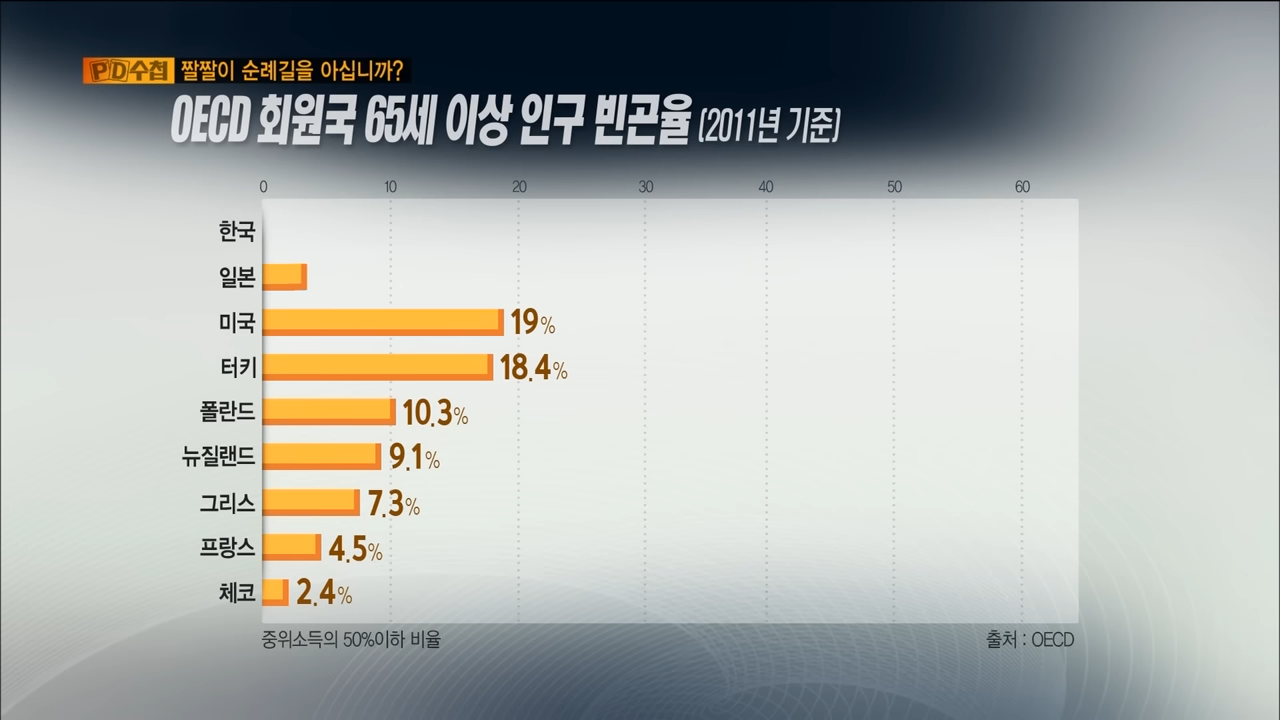 PD수첩 짤짤이 순례길을 아십니까?
OECD 회원국 65세 이상 인구 빈곤율 (2011년 기준)
0 10 20 30 40 50 60
한국
일본
미국 19%
터키 18.4%
폴란드 10.3%
뉴질랜드 9.1%
그리스 7.3%
프랑스 4.5%
체코 2.4%
중위소득의 50%이하 비율 출처 : OECD